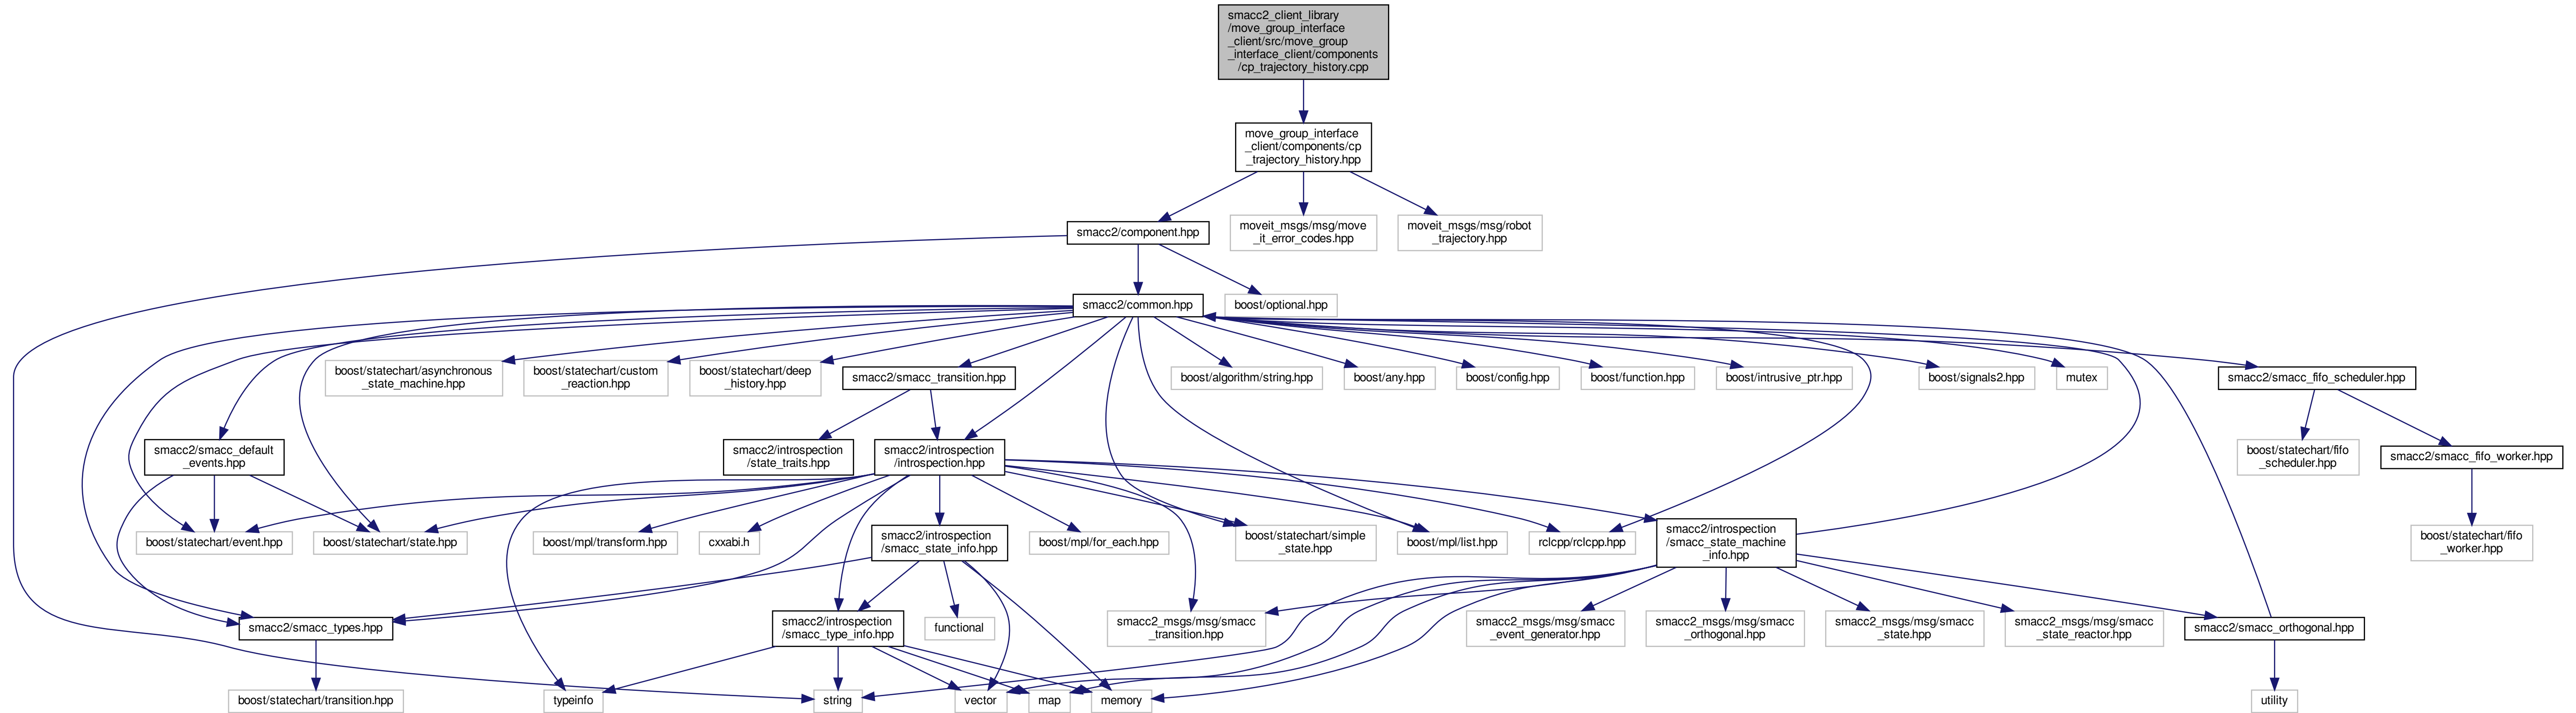 smacc2_client_library
/move_group_interface
_client/src/move_group
_interface_client/components
/cp_trajectory_history.cpp
move_group_interface
_client/components/cp
_trajectory_history.hpp
smacc2/component.hpp
moveit_msgs/msg/move
_it_error_codes.hpp
moveit_msgs/msg/robot
_trajectory.hpp
smacc2/common.hpp
boost/optional.hpp
boost/statechart/asynchronous
_state_machine.hpp
boost/statechart/custom
_reaction.hpp
boost/statechart/deep
_history.hpp
smacc2/smacc_transition.hpp
boost/algorithm/string.hpp
boost/any.hpp
boost/config.hpp
boost/function.hpp
boost/intrusive_ptr.hpp
boost/signals2.hpp
mutex
smacc2/smacc_fifo_scheduler.hpp
smacc2/smacc_default
_events.hpp
smacc2/introspection
/state_traits.hpp
smacc2/introspection
/introspection.hpp
boost/statechart/fifo
_scheduler.hpp
smacc2/smacc_fifo_worker.hpp
boost/statechart/event.hpp
boost/statechart/state.hpp
boost/mpl/transform.hpp
cxxabi.h
smacc2/introspection
/smacc_state_info.hpp
boost/mpl/for_each.hpp
boost/statechart/simple
_state.hpp
boost/mpl/list.hpp
rclcpp/rclcpp.hpp
smacc2/introspection
/smacc_state_machine
_info.hpp
boost/statechart/fifo
_worker.hpp
smacc2/smacc_types.hpp
smacc2/introspection
/smacc_type_info.hpp
functional
smacc2_msgs/msg/smacc
_transition.hpp
smacc2_msgs/msg/smacc
_event_generator.hpp
smacc2_msgs/msg/smacc
_orthogonal.hpp
smacc2_msgs/msg/smacc
_state.hpp
smacc2_msgs/msg/smacc
_state_reactor.hpp
smacc2/smacc_orthogonal.hpp
boost/statechart/transition.hpp
typeinfo
string
vector
map
memory
utility